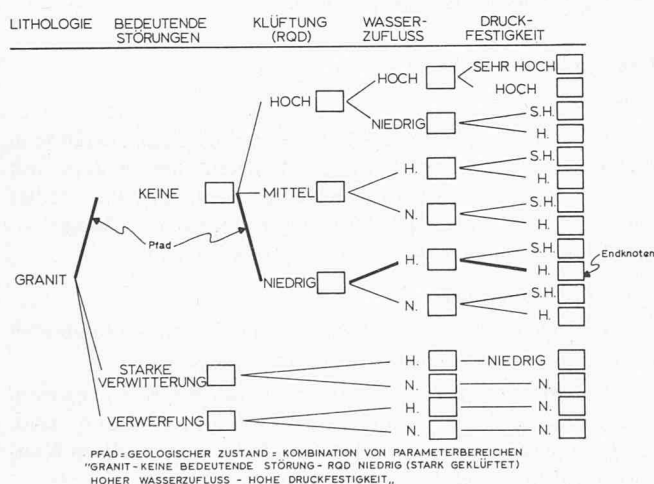 LITHOLOGIE BEDEUTENDE STÖRUNGEN KLÜFTUNG (RQD) WASSER-ZUFLUSS DRUCK-FESTIGKEIT
HOCH SEHR HOCH
HOCH
HOCH
NIEDRIG S.H.
H.
KEINE MITTEL H. S.H.
H.
N. S.H.
H.
Pfad
GRANIT NIEDRIG H. S.H.
H. Endknoten
N. S.H.
H.
STARKE VERWITTERUNG H. NIEDRIG
N. N.
VERWERFUNG H. N.
N. N.
PFAD = GEOLOGISCHER ZUSTAND = KOMBINATION VON PARAMETERBEREICHEN
"GRANIT - KEINE BEDEUTENDE STÖRUNG - RQD NIEDRIG (STARK GEKLÜFTET)
HOHER WASSERZUFLUSS - HOHE DRUCKFESTIGKEIT„